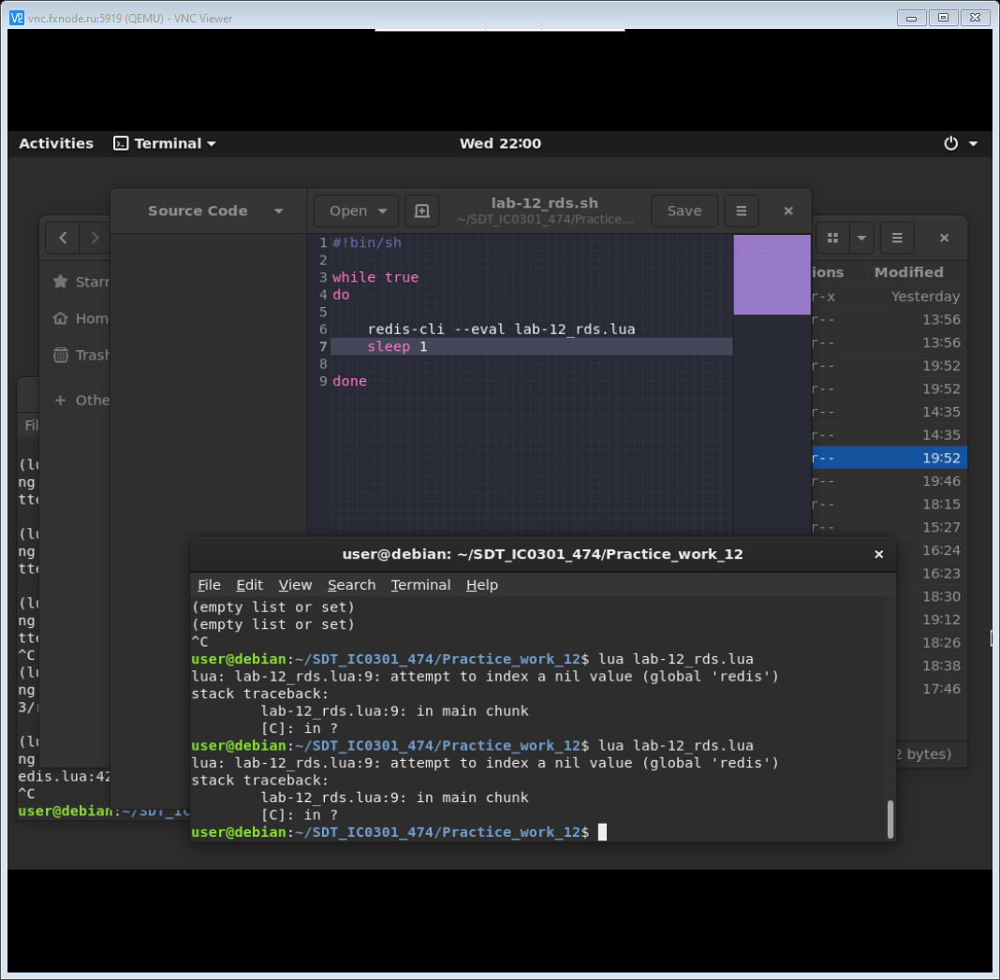 vnc.fxnode.ru:5919 (QEMU) - VNC Viewer
Activities
Terminal
Wed 22:00
Source Code
Open
lab-12_rds.sh
~/SDT_IC0301_474/Practice...
Save
1 #!bin/sh
2
3 while true
4 do
5
6 redis-cli --eval lab-12_rds.lua
7 sleep 1
8
9 done
Starr
Home
Trash
Othe
ions Modified
r-x Yesterday
r-- 13:56
r-- 13:56
r-- 19:52
r-- 19:52
r-- 14:35
r-- 14:35
r-- 19:52
r-- 19:46
r-- 18:15
r-- 15:27
16:24
16:23
18:30
19:12
18:26
18:38
17:46
2 bytes)
Fil
(lu
ng
tte
(lu
ng
tte
(lu
ng
tte
^C
(lu
ng
3/r
(lu
ng
edis.lua:42
^C
user@debian:~/SDT_IC
user@debian: ~/SDT_IC0301_474/Practice_work_12
File Edit View Search Terminal Help
(empty list or set)
(empty list or set)
^C
user@debian:~/SDT_IC0301_474/Practice_work_12$ lua lab-12_rds.lua
lua: lab-12_rds.lua:9: attempt to index a nil value (global 'redis')
stack traceback:
lab-12_rds.lua:9: in main chunk
[C]: in ?
user@debian:~/SDT_IC0301_474/Practice_work_12$ lua lab-12_rds.lua
lua: lab-12_rds.lua:9: attempt to index a nil value (global 'redis')
stack traceback:
lab-12_rds.lua:9: in main chunk
[C]: in ?
user@debian:~/SDT_IC0301_474/Practice_work_12$